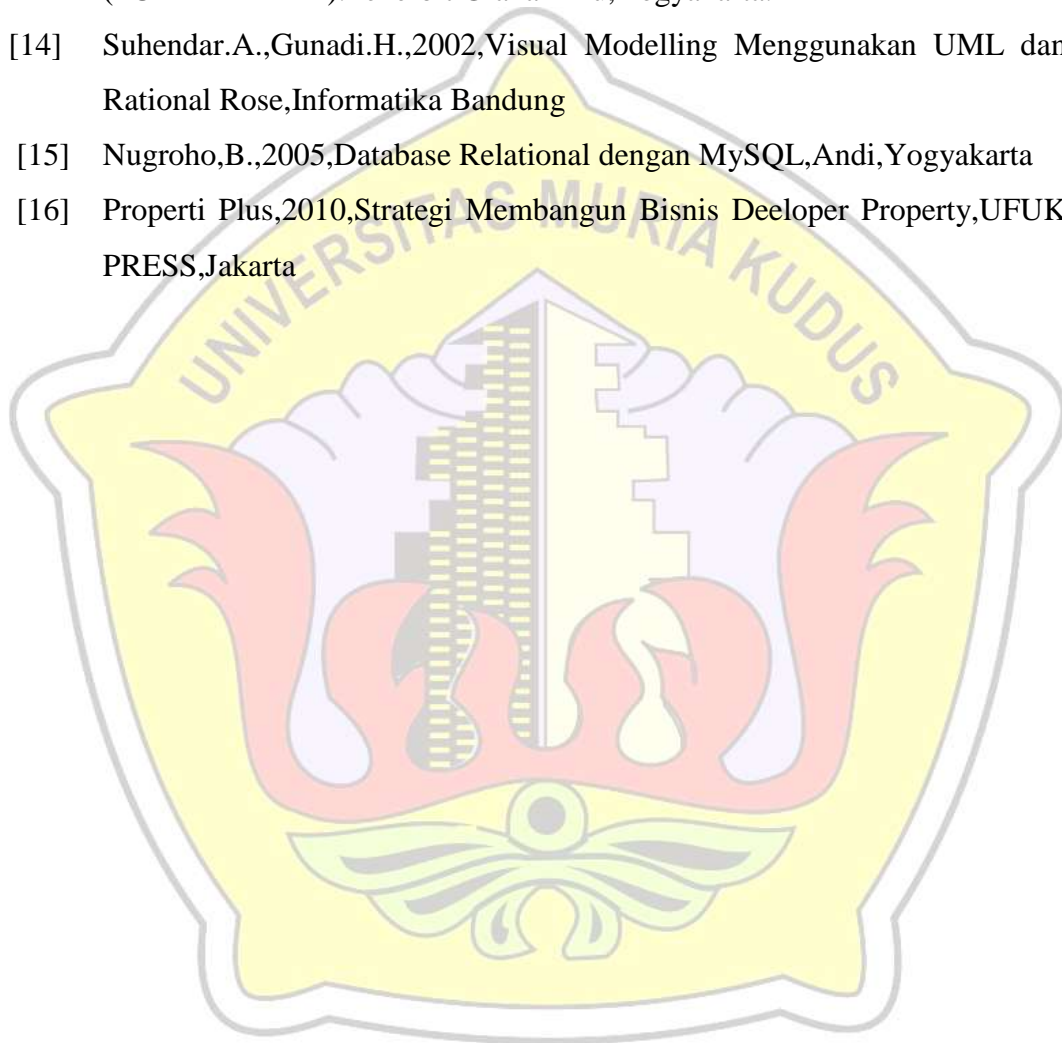 Yogyakarta.
[14] Suhendar.A.,Gunadi.H.,2002,Visual Modelling Menggunakan UML dan
Rational Rose,Informatika Bandung
[15] Nugroho,B.,2005,Database Relational dengan MySQL,Andi,Yogyakarta
[16] Properti Plus,2010,Strategi Membangun Bisnis Deeloper Property,UFUK
PRESS,Jakarta
UNIVERSITAS MURIA KUDUS